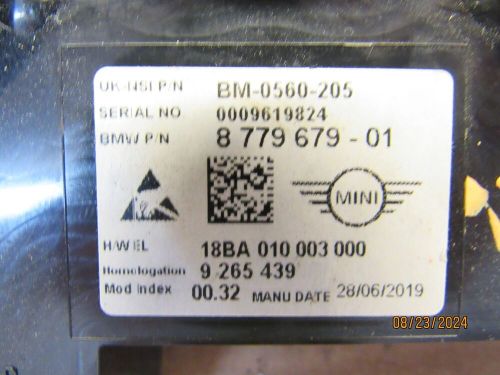 UK-NSI P/N BM-0560-205
SERIAL NO. 0009619824
BMW P/N 8 779 679 - 01
MINI
H/W EL 18BA 010 003 000
Homologation 9 265 439
Mod Index 00.32 MANU DATE 28/06/2019
08/23/2024